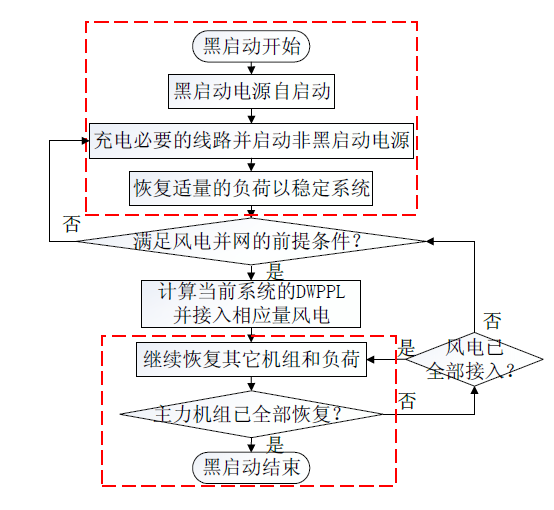 黑启动开始
黑启动电源自启动
充电必要的线路并启动非黑启动电源
恢复适量的负荷以稳定系统
否
满足风电并网的前提条件？
是
计算当前系统的DWPPL
并接入相应量风电
否
继续恢复其它机组和负荷
是
风电已
全部接入？
主力机组已全部恢复？
否
是
黑启动结束